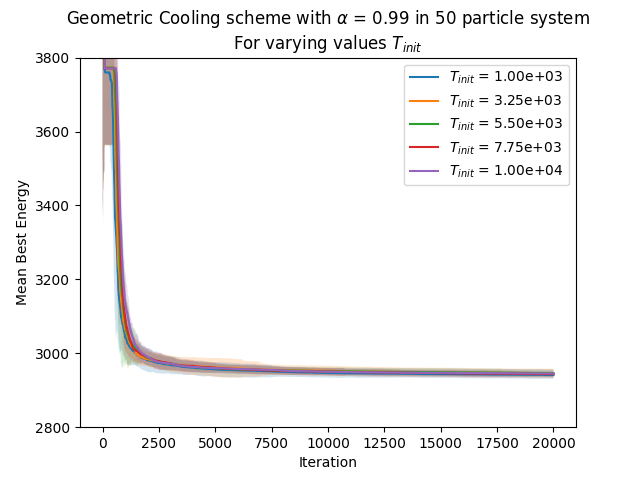 Geometric Cooling scheme with α = 0.99 in 50 particle system
For varying values T_init
3800
3600
3400
3200
3000
2800
Mean Best Energy
T_init = 1.00e+03
T_init = 3.25e+03
T_init = 5.50e+03
T_init = 7.75e+03
T_init = 1.00e+04
0 2500 5000 7500 10000 12500 15000 17500 20000
Iteration